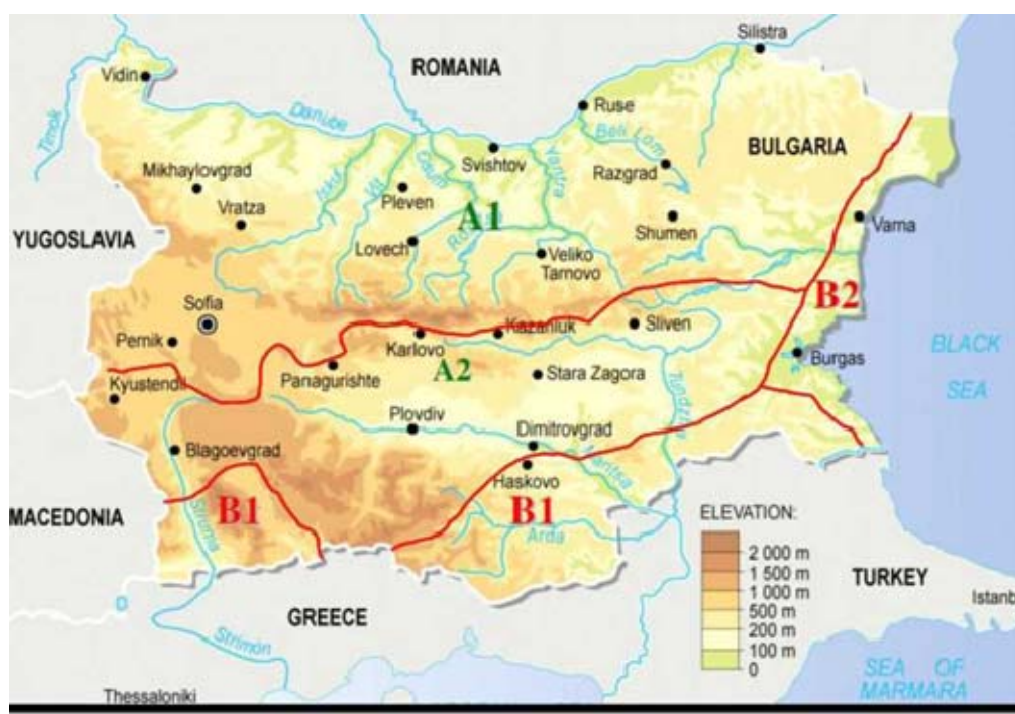 Silistra
ROMANIA
Vidin
Timok
Danube
Ruse
Beli Lom
BULGARIA
Svishtov
Iskur
Vit
Osum
Yantra
Mikhaylovgrad
Pleven
Razgrad
A1
Vratza
Varna
YUGOSLAVIA
Lovech
Shumen
Veliko
Tarnovo
B2
Sofia
Kazanluk
Sliven
Pernik
Karlovo
Burgas
BLACK
SEA
Kyustendil
Panagurishte
A2
Stara Zagora
Tundzha
Plovdiv
Dimitrovgrad
Blagoevgrad
Maritsa
Haskovo
MACEDONIA
Struma
B1
B1
Arda
ELEVATION:
2 000 m
1 500 m
1 000 m
500 m
200 m
100 m
0
TURKEY
GREECE
Istanb
Strimón
SEA OF
MARMARA
Thessaloniki